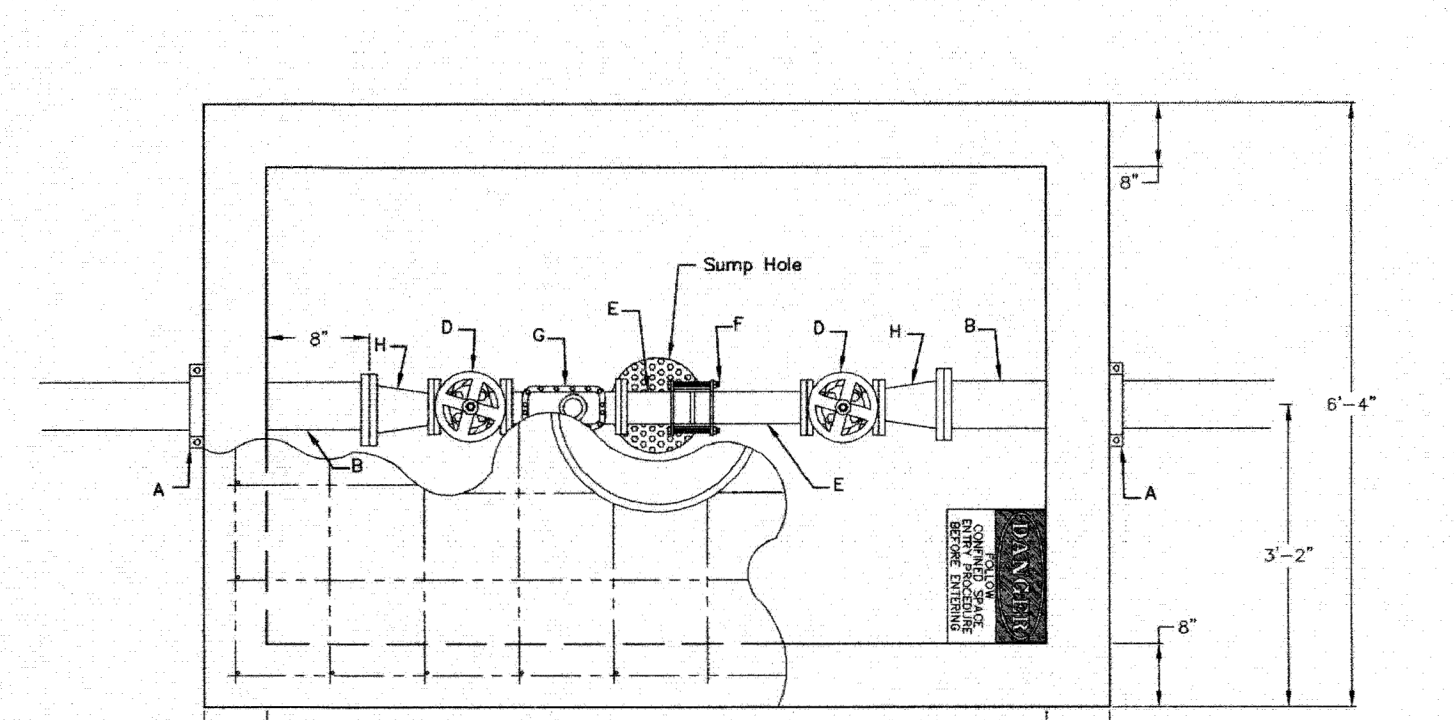 8"
Sump Hole
E
F
D
G
D
H
B
8"
H
6'-4"
B
E
A
A
3'-2"
DANGER
FOLLOW
CONFINED SPACE
ENTRY PROCEDURE
BEFORE ENTERING
8"